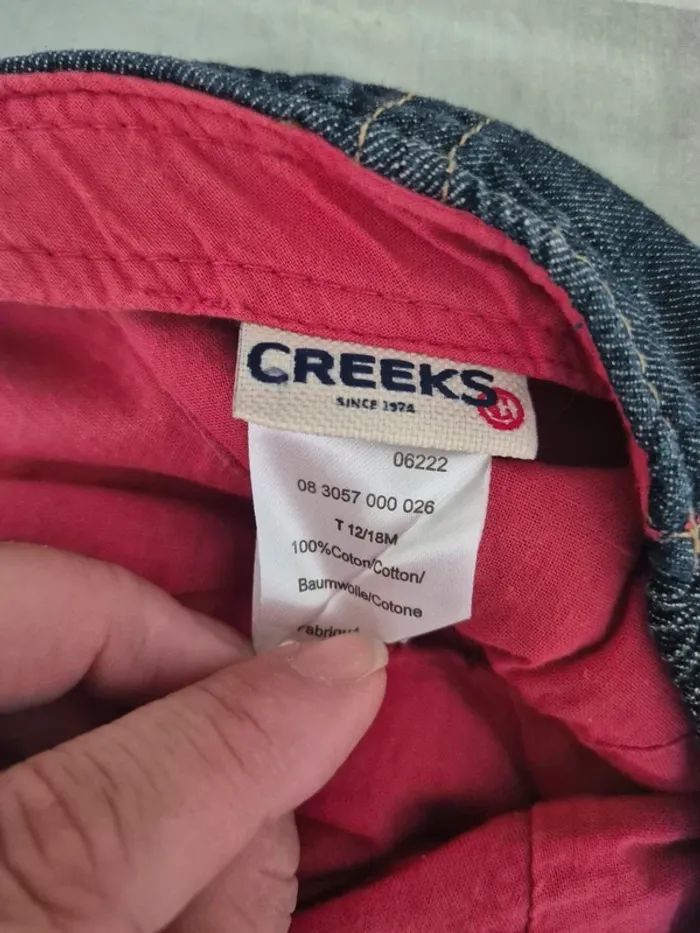 CREEKS
SINCE 1974
06222
08 3057 000 026
T 12/18M
100%Coton/Cotton/
Baumwolle/Cotone